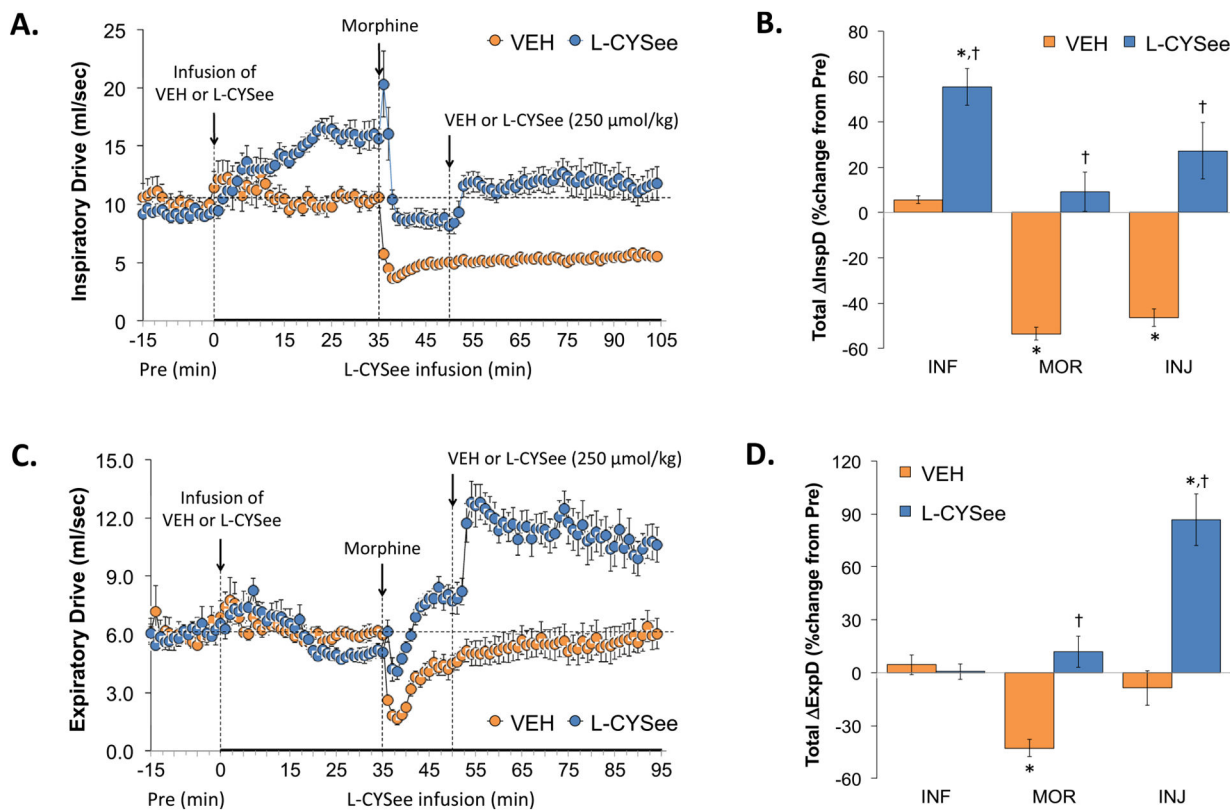 A.
Inspiratory Drive (ml/sec)
25
20
15
10
5
0
Morphine
VEH L-CYSee
Infusion of
VEH or L-CYSee
VEH or L-CYSee (250 µmol/kg)
-15 -5 5 15 25 35 45 55 65 75 85 95 105
0
Pre (min) L-CYSee infusion (min)
B.
Total ΔInspD (%change from Pre)
80
60
40
20
0
-20
-40
-60
VEH L-CYSee
*,†
†
†
*
*
INF MOR INJ
C.
Expiratory Drive (ml/sec)
15.0
12.0
9.0
6.0
3.0
0.0
VEH or L-CYSee (250 µmol/kg)
Infusion of
VEH or L-CYSee
Morphine
VEH L-CYSee
-15 -5 0 5 15 25 35 45 55 65 75 85 95
Pre (min) L-CYSee infusion (min)
D.
Total ΔExpD (%change from Pre)
120
90
60
30
0
-30
-60
VEH
L-CYSee
*,†
†
*
INF MOR INJ